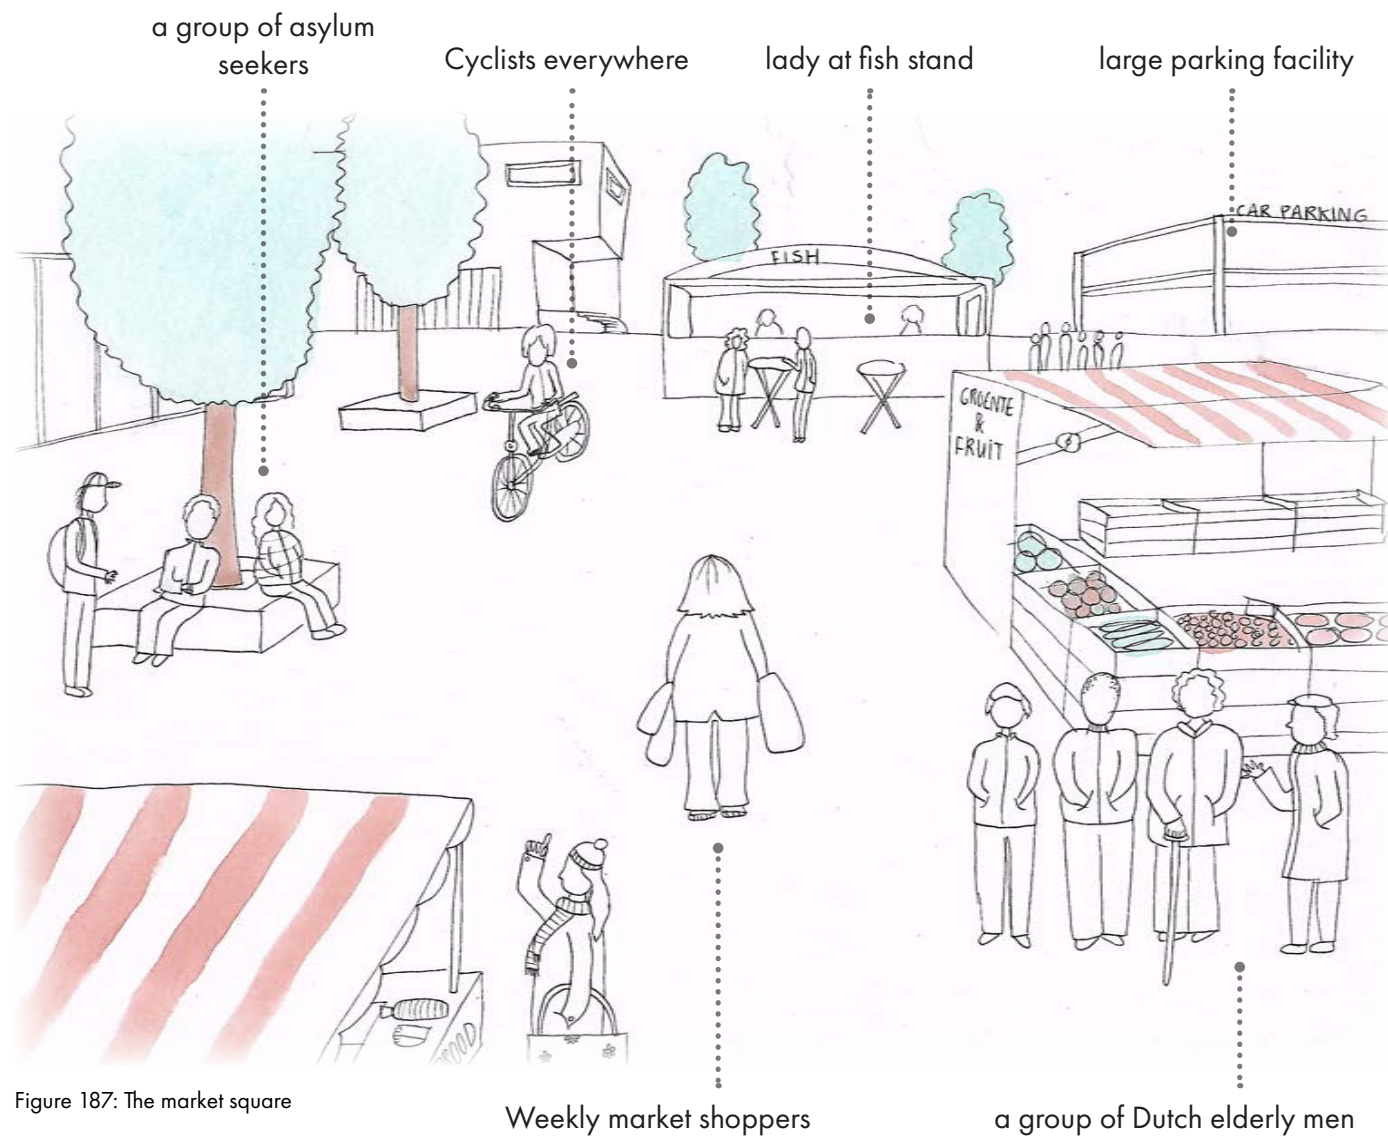 a group of asylum
seekers
Cyclists everywhere
lady at fish stand
large parking facility
CAR PARKING
FISH
GROENTE
&
FRUIT
Figure 187: The market square
Weekly market shoppers
a group of Dutch elderly men